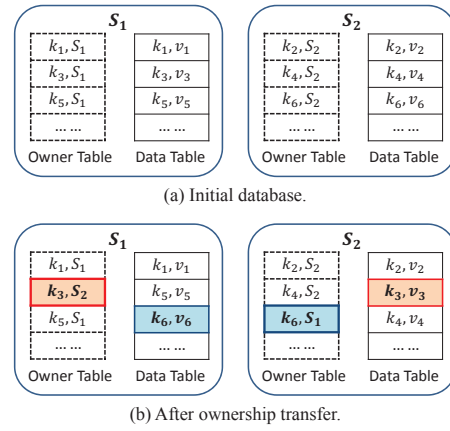 S₁
k₁, S₁
k₃, S₁
k₅, S₁
... ...
Owner Table
k₁, v₁
k₃, v₃
k₅, v₅
... ...
Data Table
S₂
k₂, S₂
k₄, S₂
k₆, S₂
... ...
Owner Table
k₂, v₂
k₄, v₄
k₆, v₆
... ...
Data Table
(a) Initial database.
S₁
k₁, S₁
k₃, S₂
k₅, S₁
... ...
Owner Table
k₁, v₁
k₅, v₅
k₆, v₆
... ...
Data Table
S₂
k₂, S₂
k₄, S₂
k₆, S₁
... ...
Owner Table
k₂, v₂
k₃, v₃
k₄, v₄
... ...
Data Table
(b) After ownership transfer.